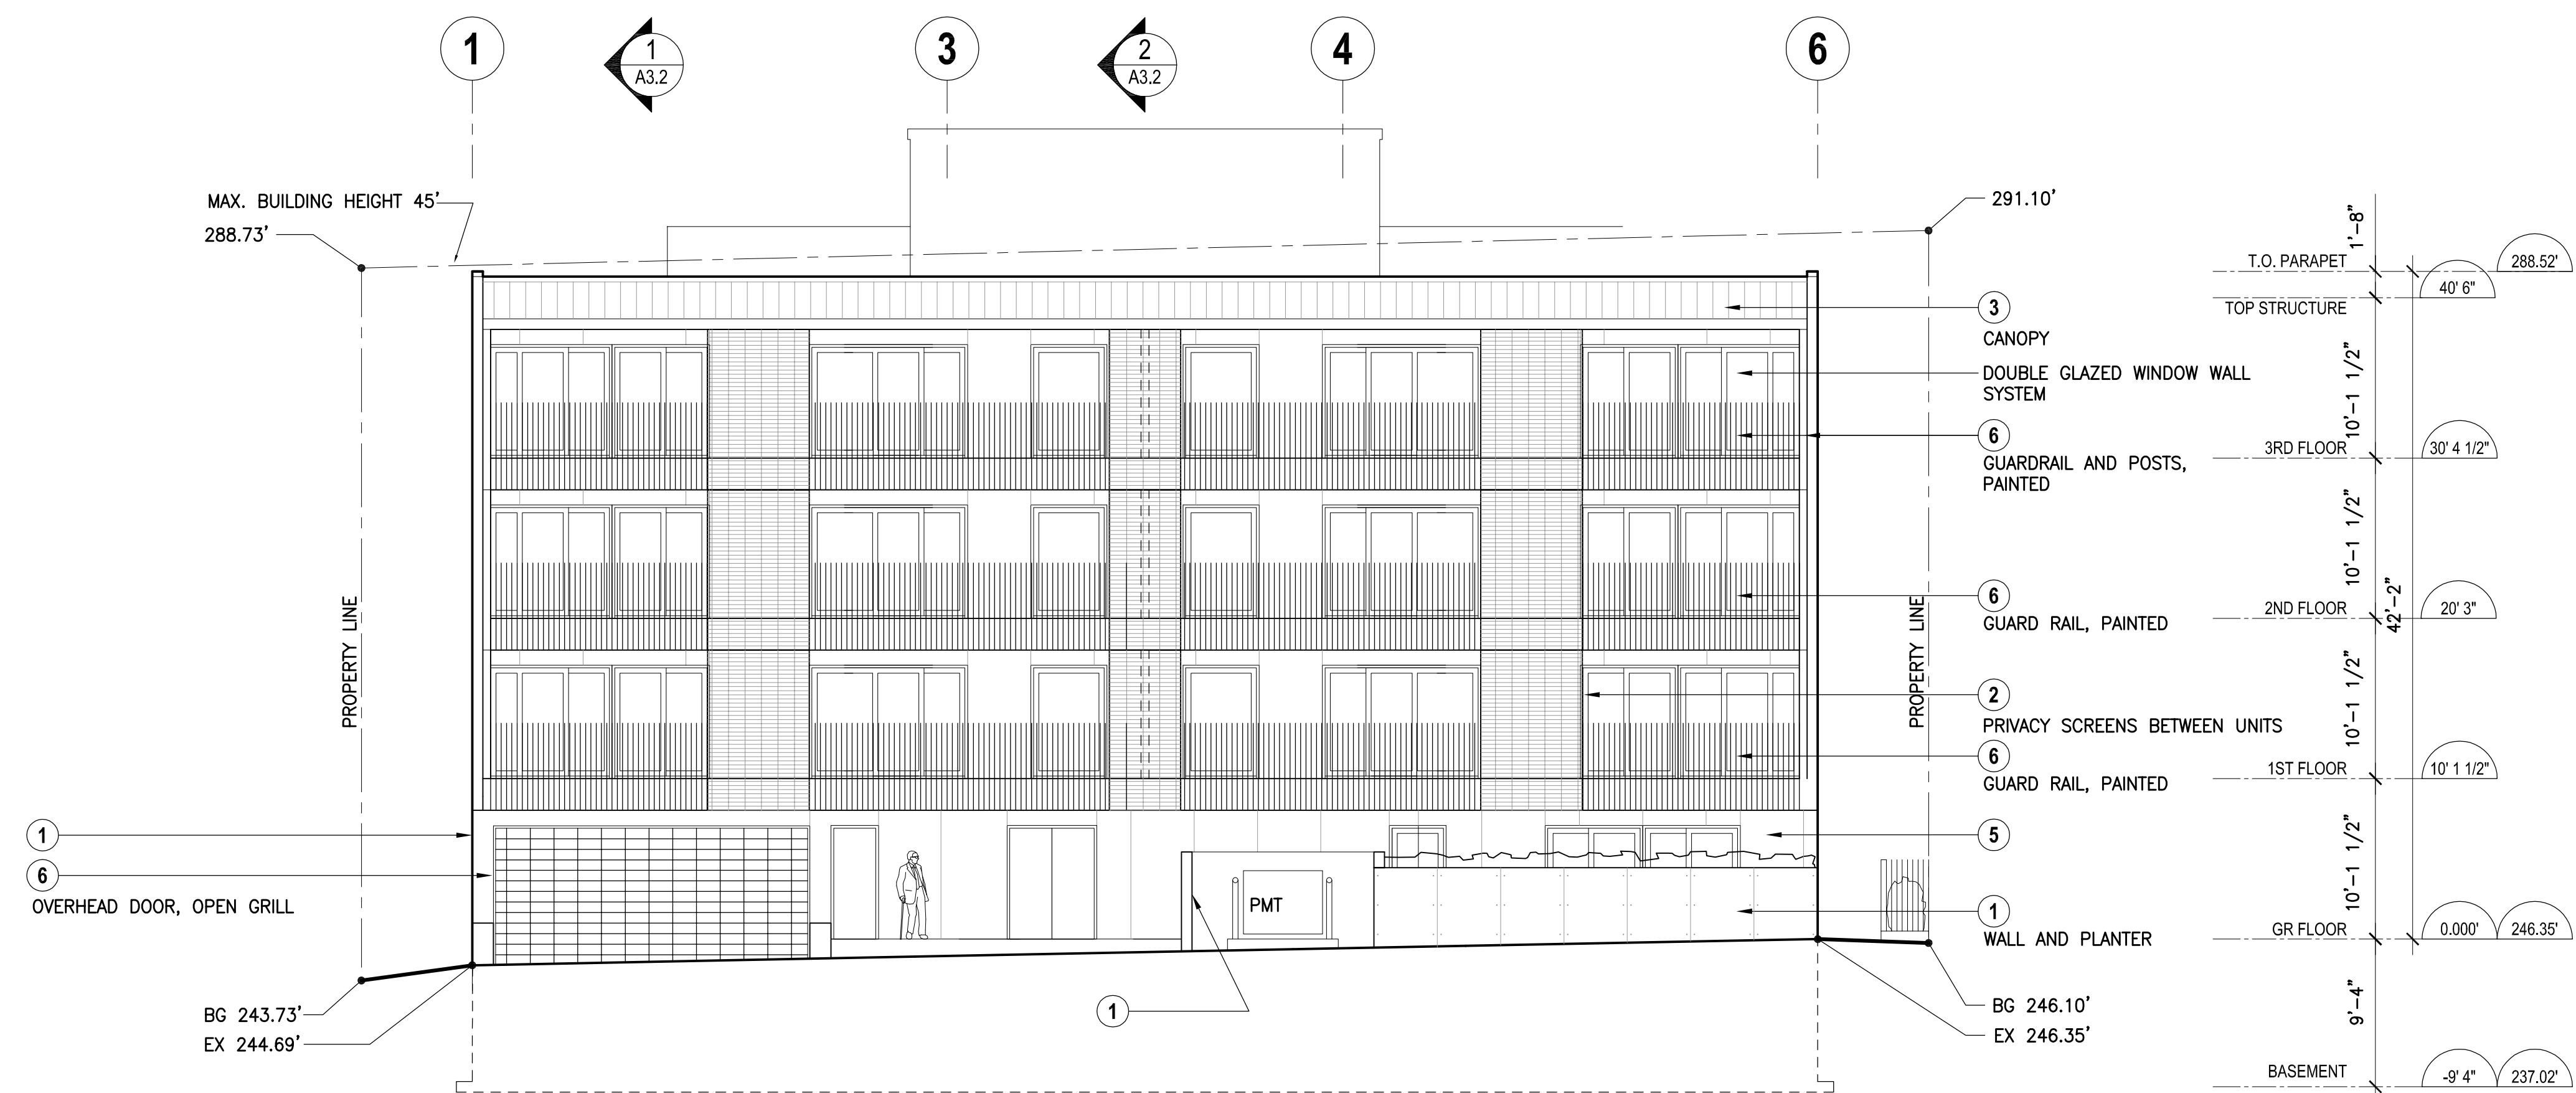 1
1
A3.2
3
2
A3.2
4
6
MAX. BUILDING HEIGHT 45'
288.73'
291.10'
1'-8"
T.O. PARAPET
288.52'
40' 6"
TOP STRUCTURE
3
CANOPY
DOUBLE GLAZED WINDOW WALL
SYSTEM
10'-1 1/2"
6
GUARDRAIL AND POSTS,
PAINTED
3RD FLOOR
30' 4 1/2"
10'-1 1/2"
PROPERTY LINE
PROPERTY LINE
6
GUARD RAIL, PAINTED
2ND FLOOR
20' 3"
42'-2"
2
PRIVACY SCREENS BETWEEN UNITS
10'-1 1/2"
6
GUARD RAIL, PAINTED
1ST FLOOR
10' 1 1/2"
1
5
10'-1 1/2"
6
OVERHEAD DOOR, OPEN GRILL
PMT
1
WALL AND PLANTER
GR FLOOR
0.000'
246.35'
BG 243.73'
EX 244.69'
1
BG 246.10'
EX 246.35'
9'-4"
BASEMENT
-9' 4"
237.02'